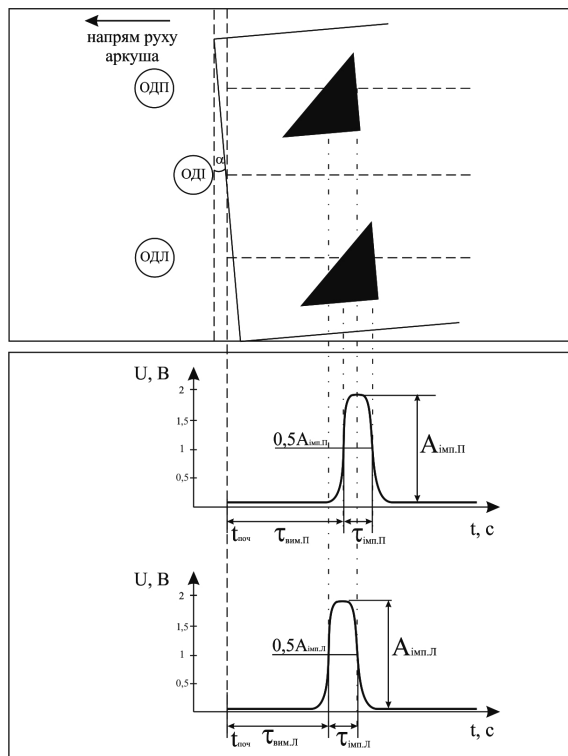 напрям руху
аркуша
ОДП
α
ОДІ
ОДЛ
U, В
2
1,5
0,5Aімп.П
Aімп.П
1
0,5
tпоч
τвим.П
τімп.П
t, с
U, В
2
1,5
0,5Aімп.Л
Aімп.Л
1
0,5
tпоч
τвим.Л
τімп.Л
t, с